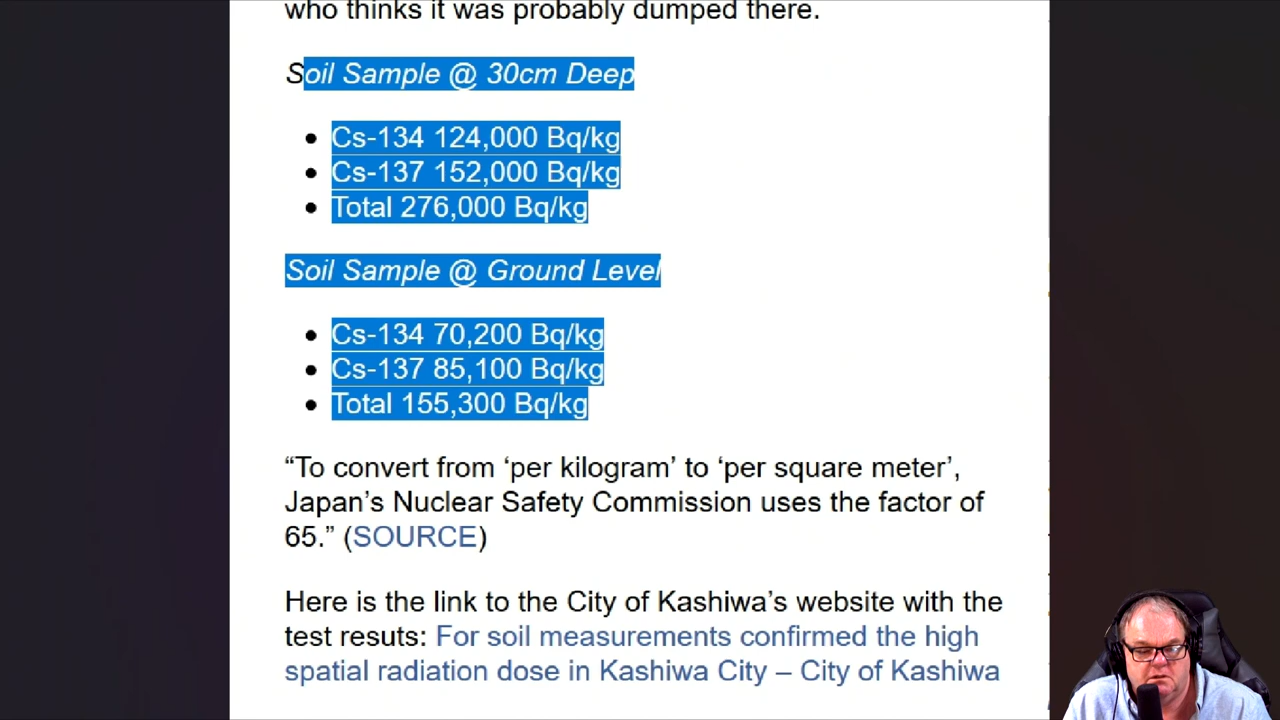 who thinks it was probably dumped there.
Soil Sample @ 30cm Deep
• Cs-134 124,000 Bq/kg
• Cs-137 152,000 Bq/kg
• Total 276,000 Bq/kg
Soil Sample @ Ground Level
• Cs-134 70,200 Bq/kg
• Cs-137 85,100 Bq/kg
• Total 155,300 Bq/kg
“To convert from ‘per kilogram’ to ‘per square meter’,
Japan’s Nuclear Safety Commission uses the factor of
65.” (SOURCE)
Here is the link to the City of Kashiwa’s website with the
test resuts: For soil measurements confirmed the high
spatial radiation dose in Kashiwa City – City of Kashiwa